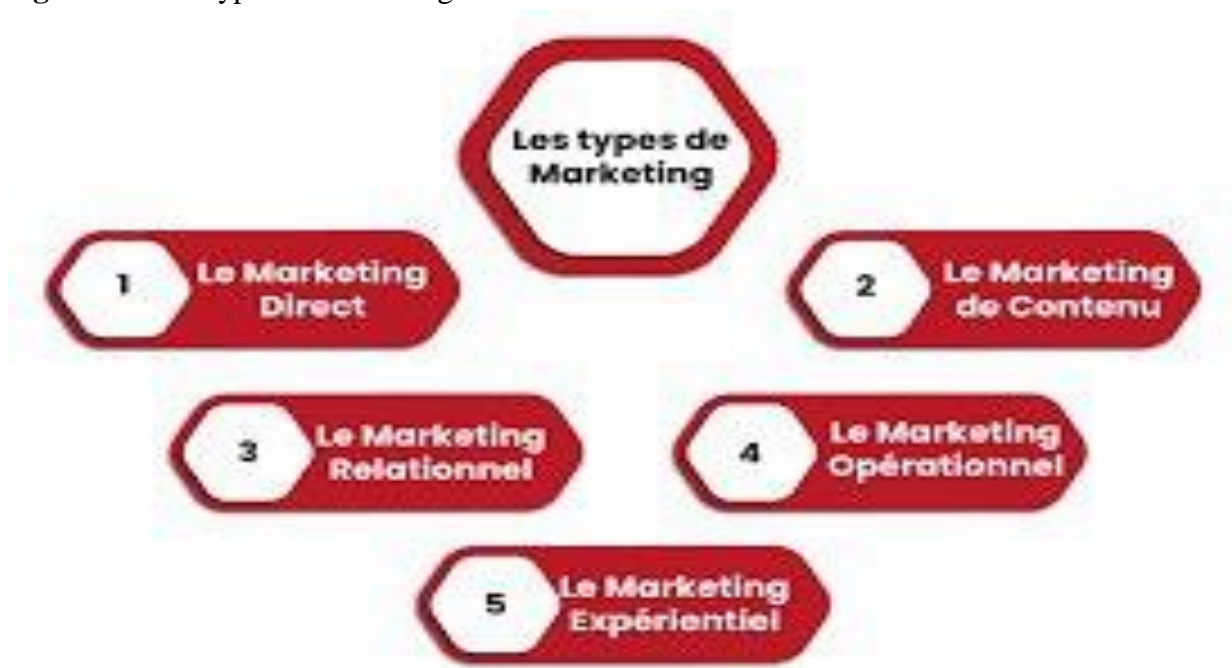 Les types de
Marketing
1
Le Marketing
Direct
2
Le Marketing
de Contenu
3
Le Marketing
Relationnel
4
Le Marketing
Opérationnel
5
Le Marketing
Expérientiel